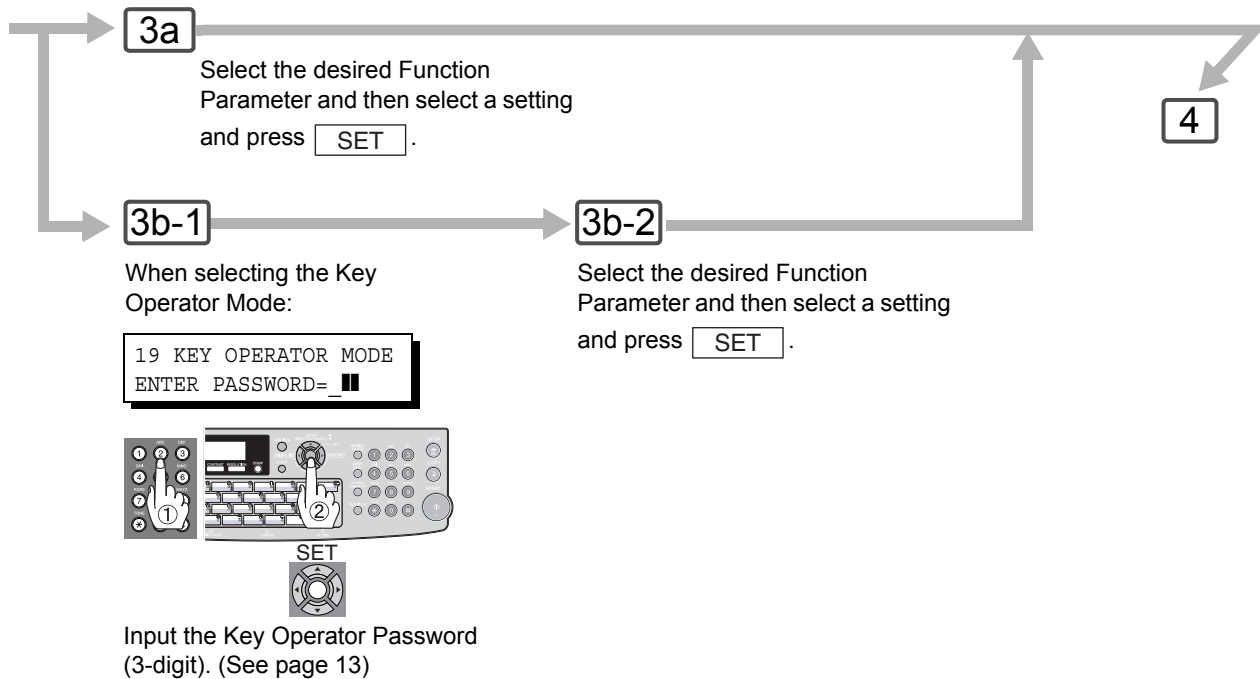 3a
Select the desired Function
Parameter and then select a setting
and press SET .
4
3b-1
When selecting the Key
Operator Mode:
19 KEY OPERATOR MODE
ENTER PASSWORD=_
① ②
SET
Input the Key Operator Password
(3-digit). (See page 13)
3b-2
Select the desired Function
Parameter and then select a setting
and press SET .